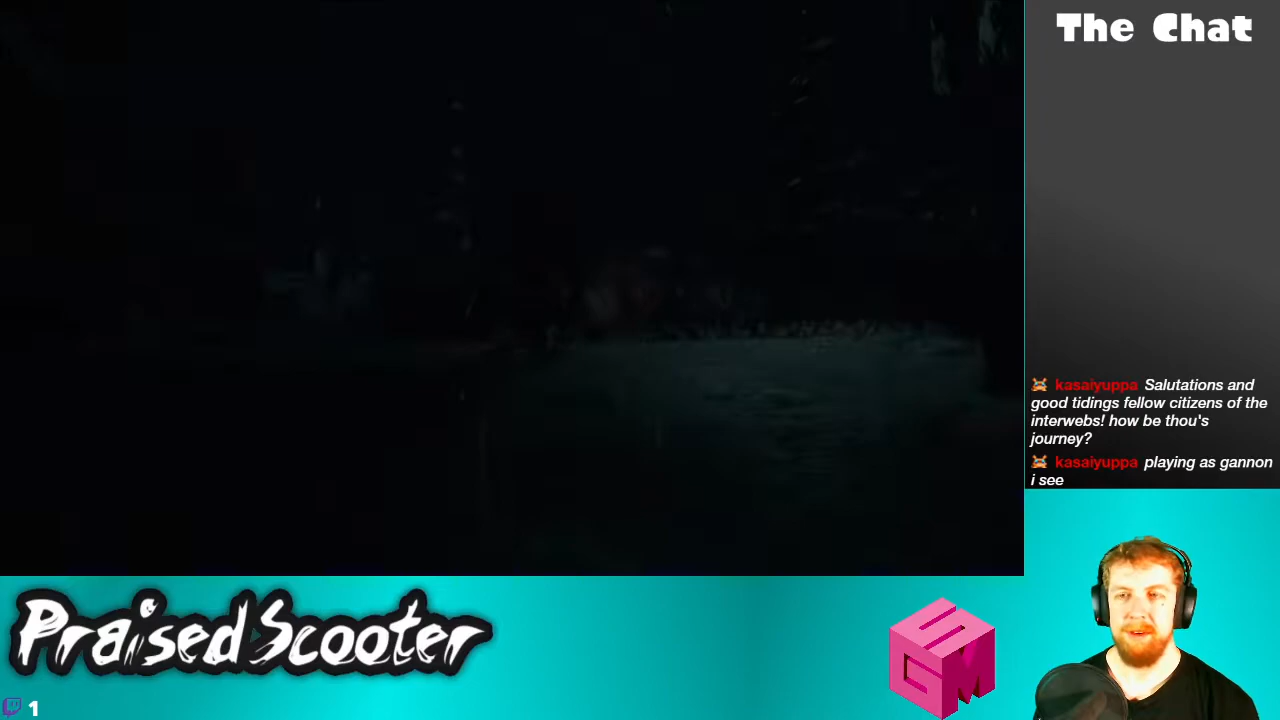 The Chat
kasaiyuppa Salutations and
good tidings fellow citizens of the
interwebs! how be thou's
journey?
kasaiyuppa playing as gannon
i see
PraisedScooter
SGM
1